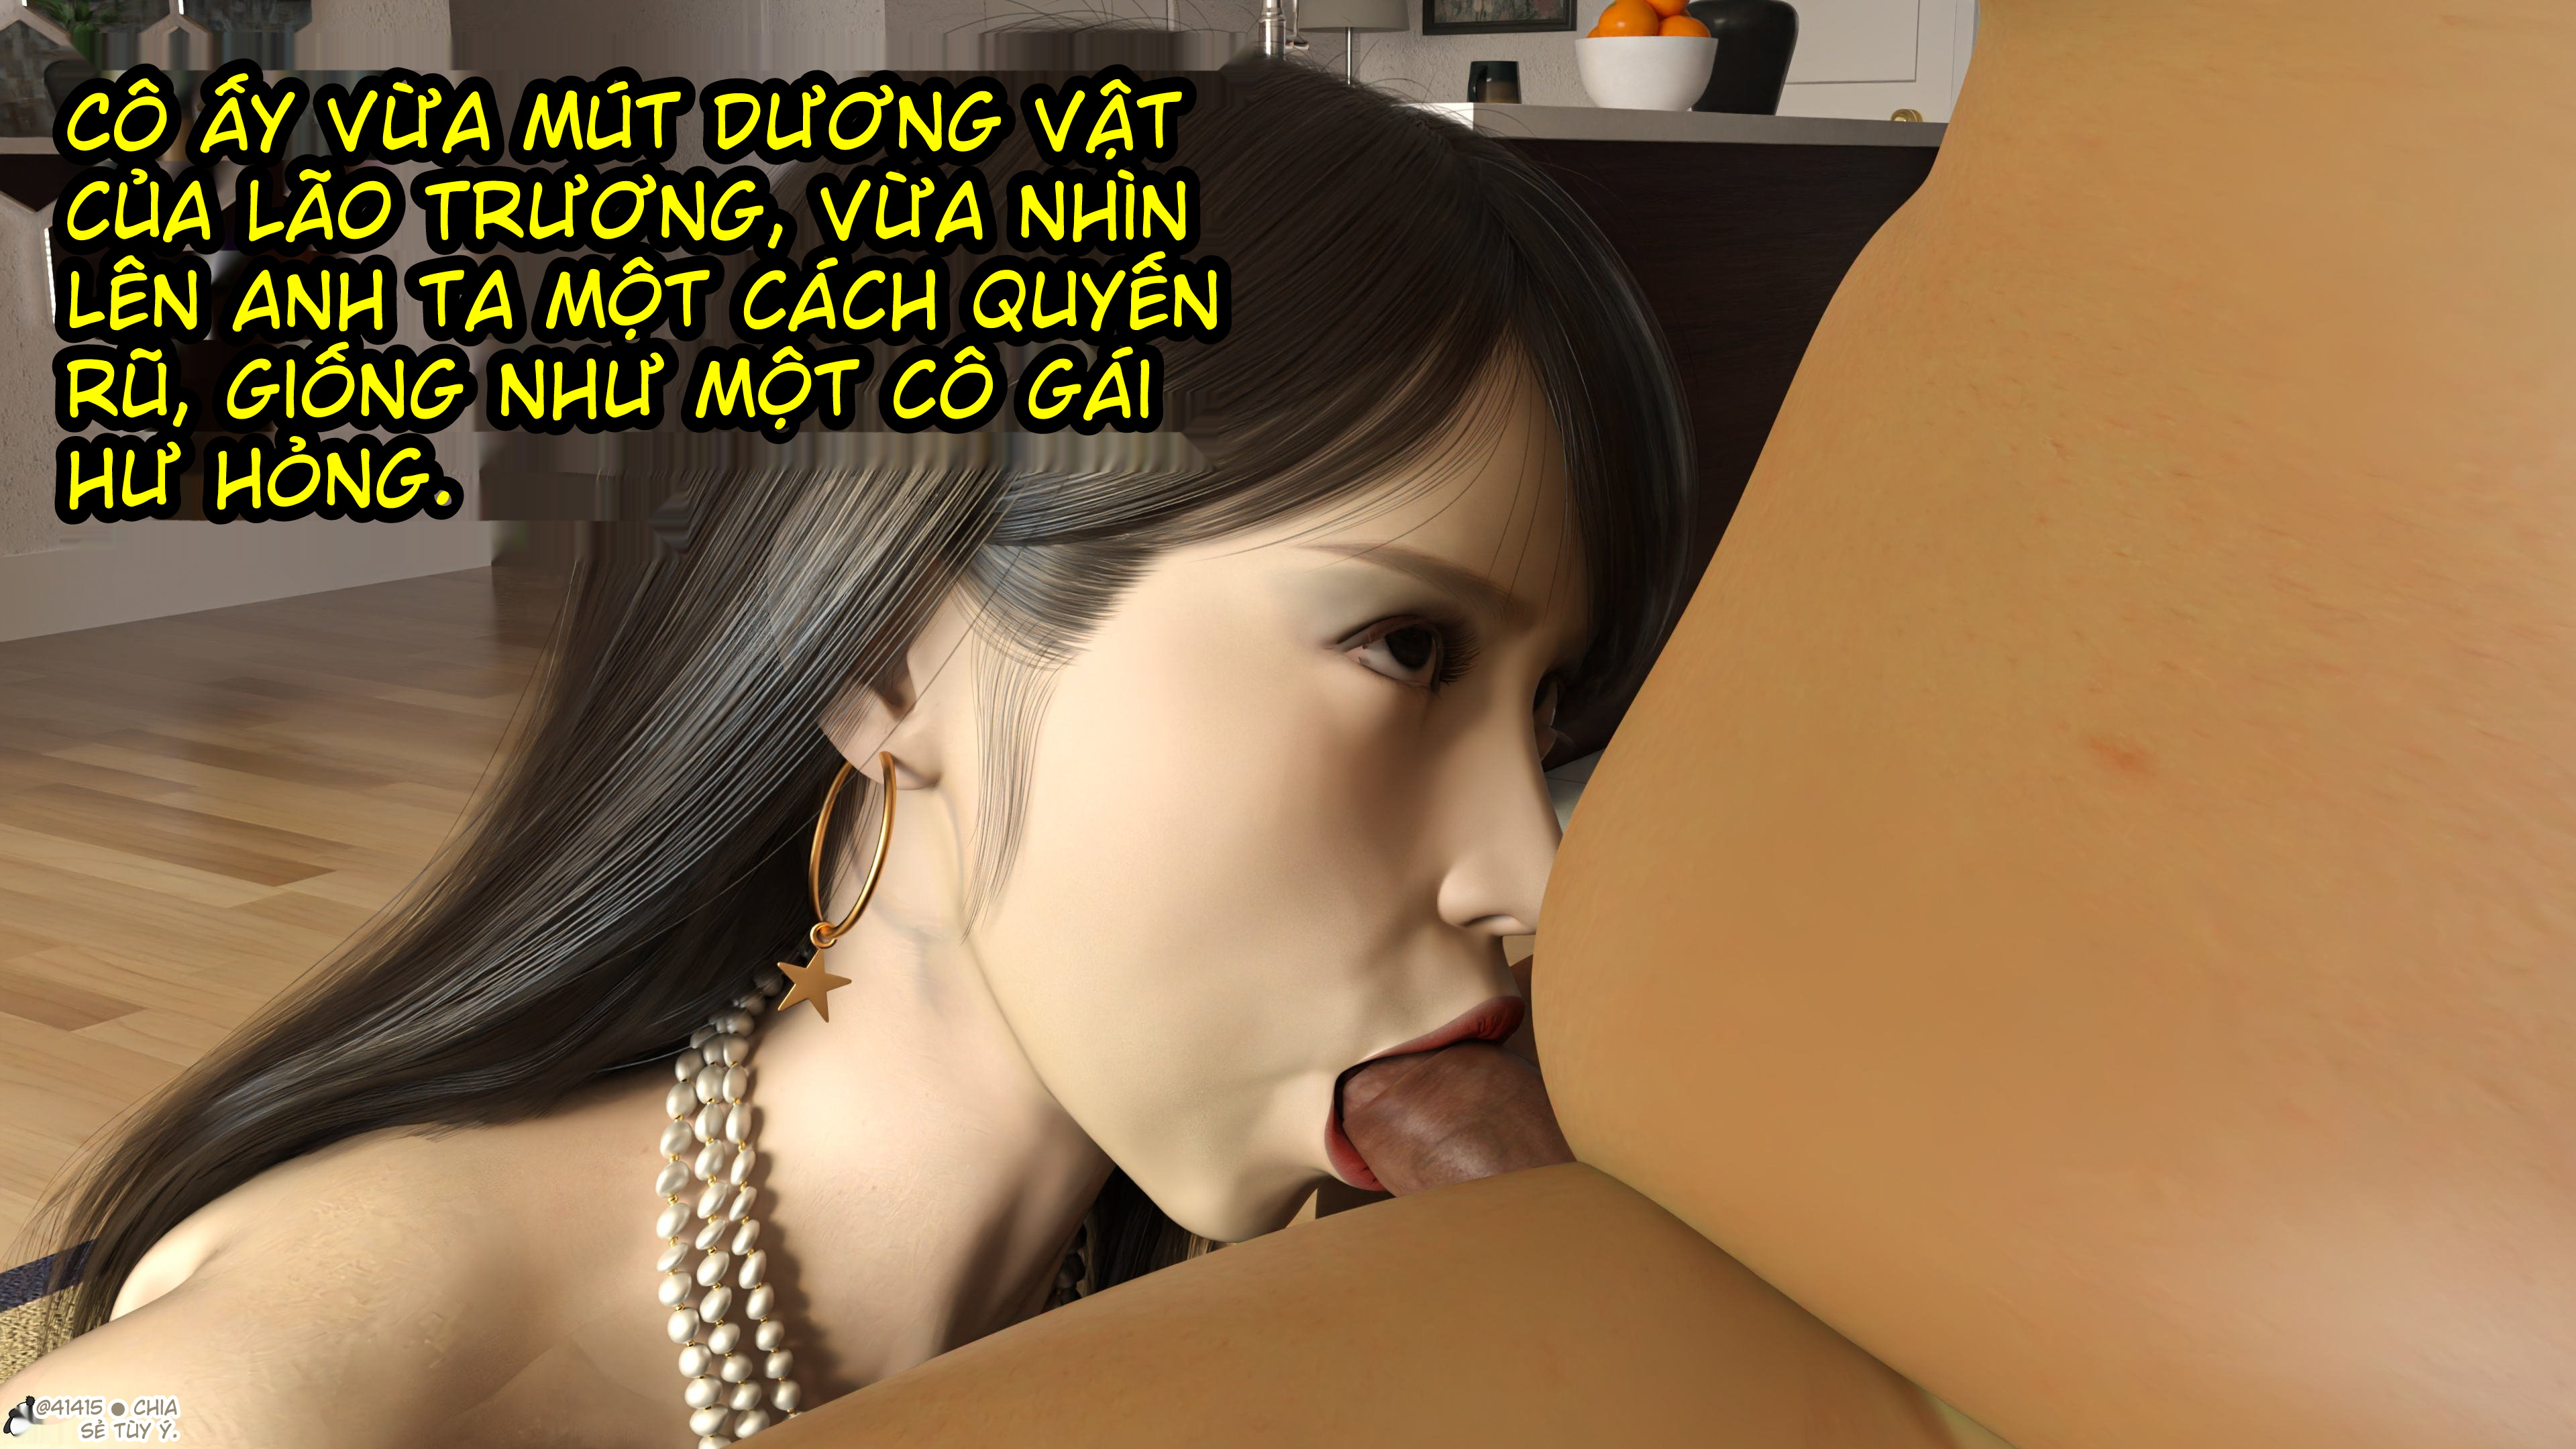 CÔ ẤY VỪA MÚT DƯƠNG VẬT
CỦA LÃO TRƯƠNG, VỪA NHÌN
LÊN ANH TA MỘT CÁCH QUYẾN
RŨ, GIỐNG NHƯ MỘT CÔ GÁI
HƯ HỎNG.
@41415 ● CHIA
SẺ TÙY Ý.